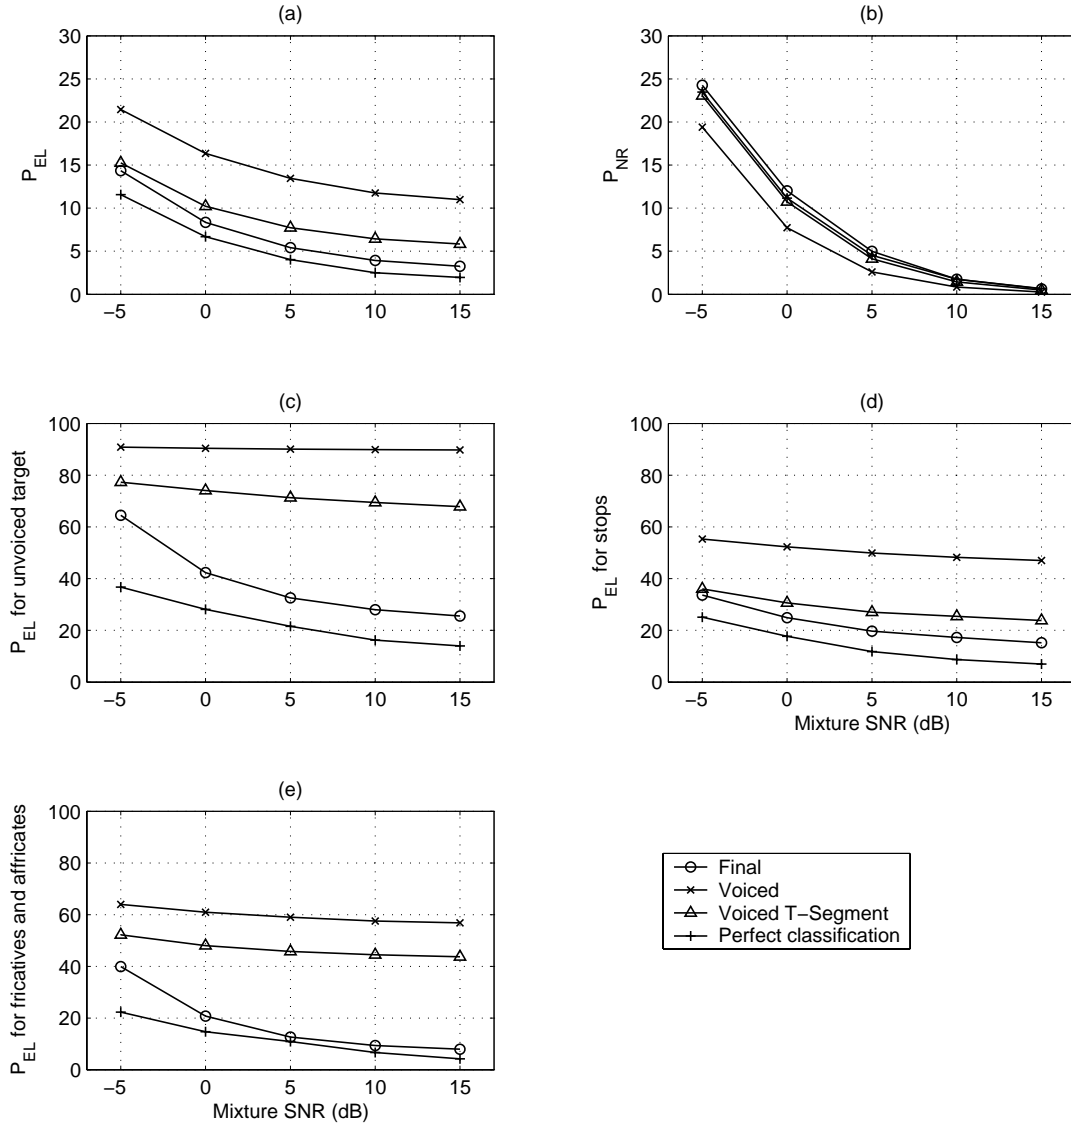 (a)
30
25
20
15
10
5
0
P_EL
−5 0 5 10 15
(b)
30
25
20
15
10
5
0
P_NR
−5 0 5 10 15
(c)
100
80
60
40
20
0
P_EL for unvoiced target
−5 0 5 10 15
(d)
100
80
60
40
20
0
P_EL for stops
−5 0 5 10 15
Mixture SNR (dB)
(e)
100
80
60
40
20
0
P_EL for fricatives and affricates
−5 0 5 10 15
Mixture SNR (dB)
Final
Voiced
Voiced T−Segment
Perfect classification